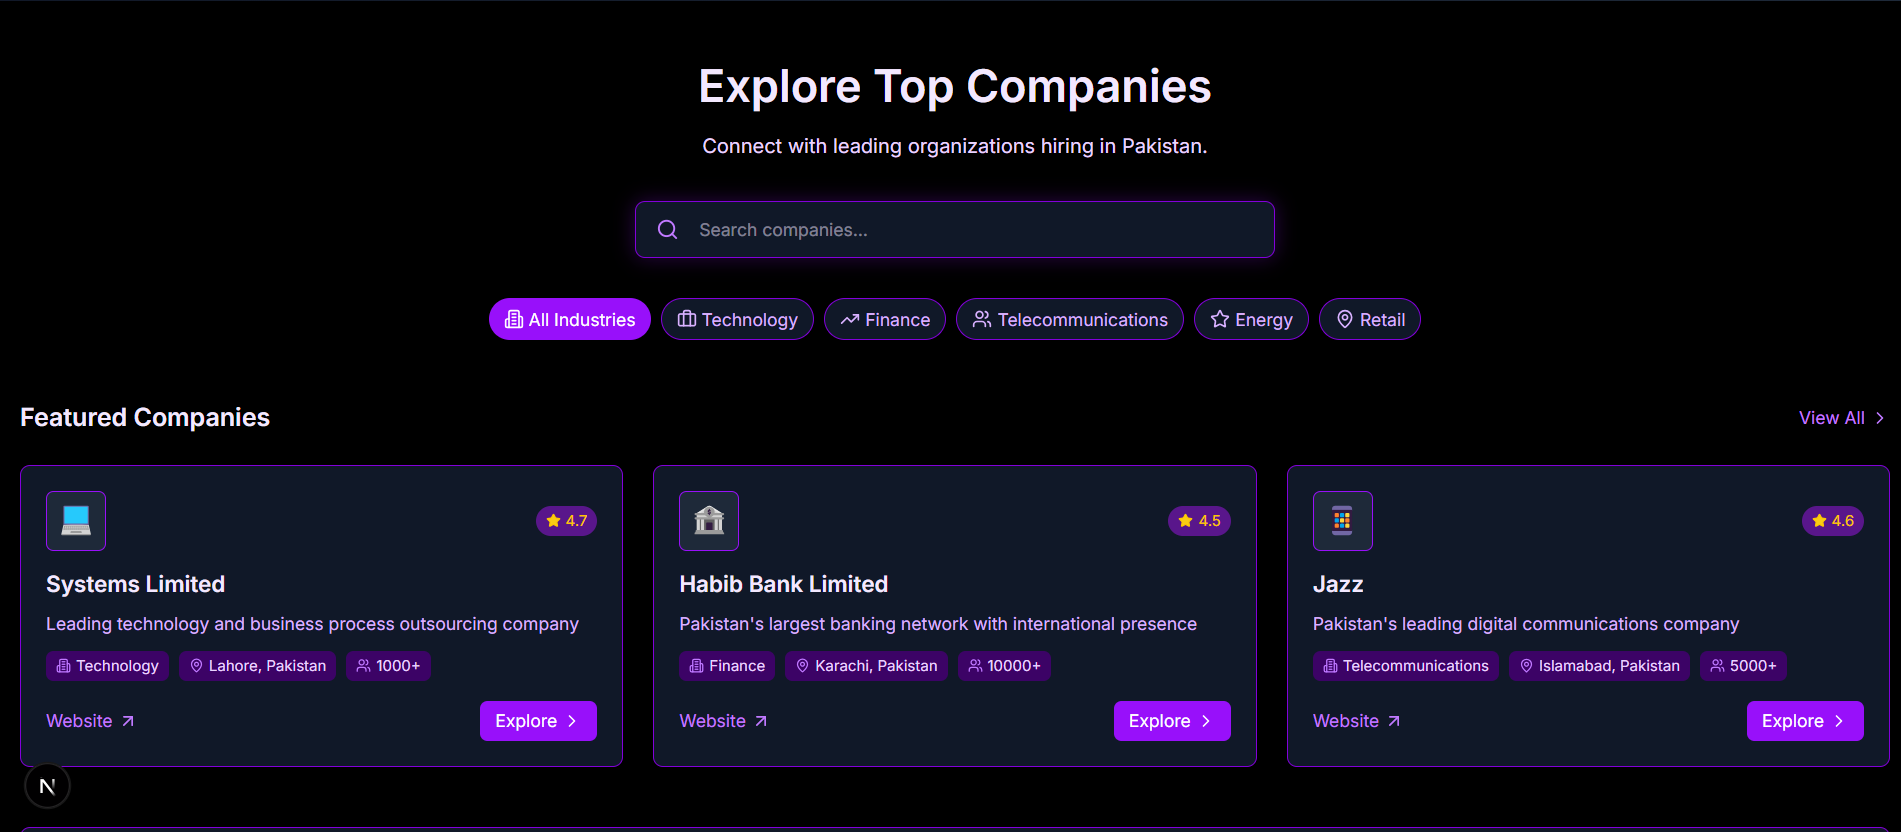 Explore Top Companies
Connect with leading organizations hiring in Pakistan.
Search companies...
All Industries
Technology
Finance
Telecommunications
Energy
Retail
Featured Companies
View All
4.7
Systems Limited
Leading technology and business process outsourcing company
Technology
Lahore, Pakistan
1000+
Website
Explore
4.5
Habib Bank Limited
Pakistan's largest banking network with international presence
Finance
Karachi, Pakistan
10000+
Website
Explore
4.6
Jazz
Pakistan's leading digital communications company
Telecommunications
Islamabad, Pakistan
5000+
Website
Explore
N